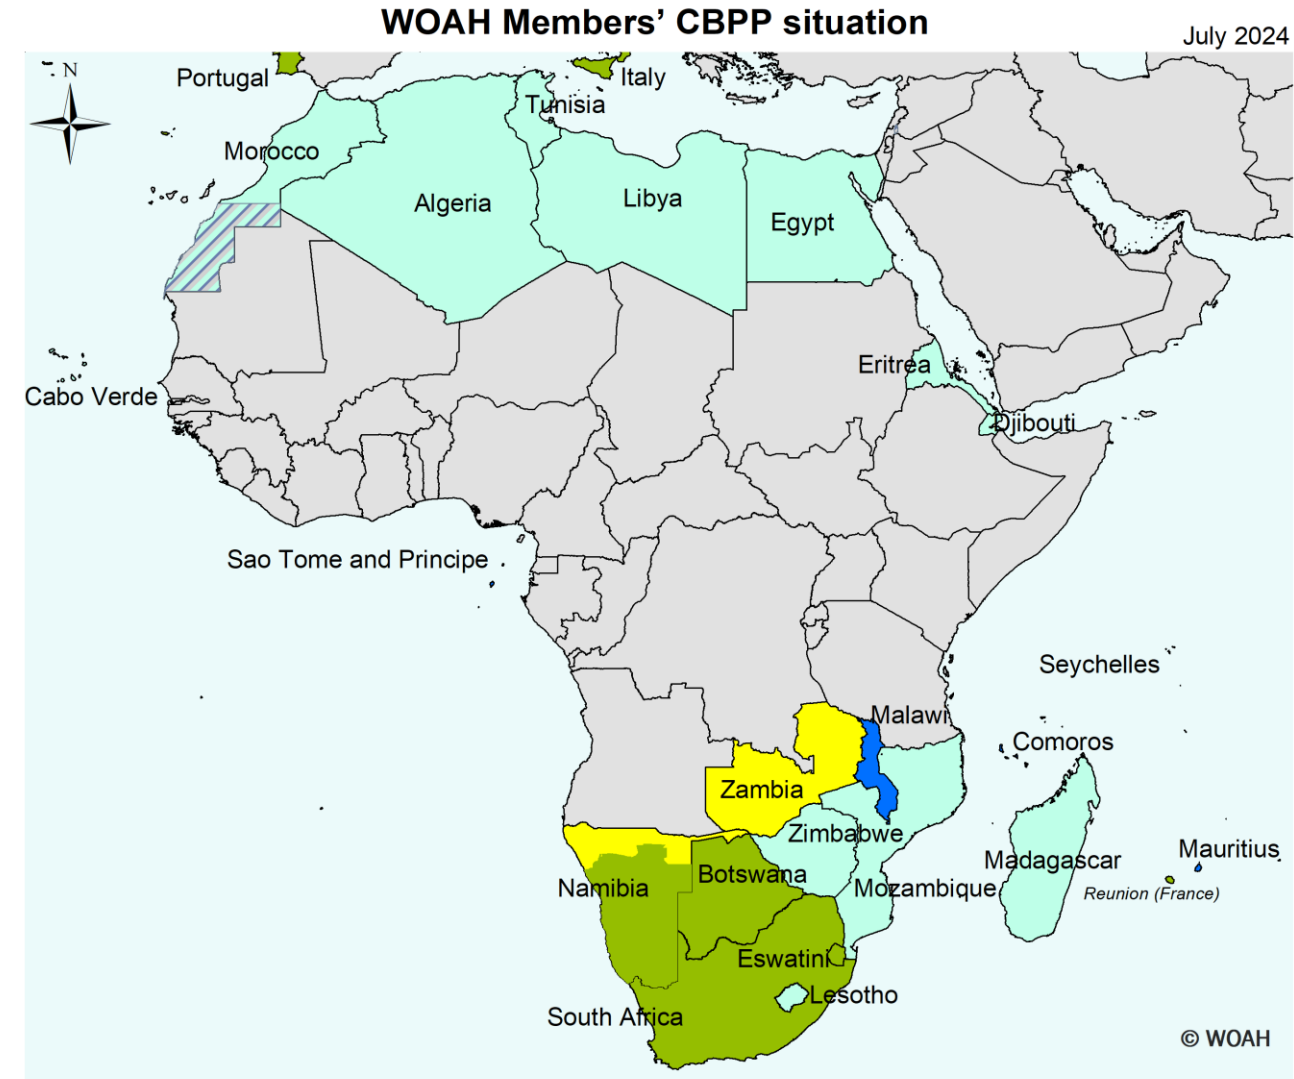 WOAH Members’ CBPP situation
July 2024
N
Portugal
Italy
Tunisia
Morocco
Algeria
Libya
Egypt
Eritrea
Cabo Verde
Djibouti
Sao Tome and Principe
Seychelles
Malawi
Comoros
Zambia
Zimbabwe
Mauritius
Madagascar
Botswana
Namibia
Mozambique
Reunion (France)
Eswatini
Lesotho
South Africa
© WOAH